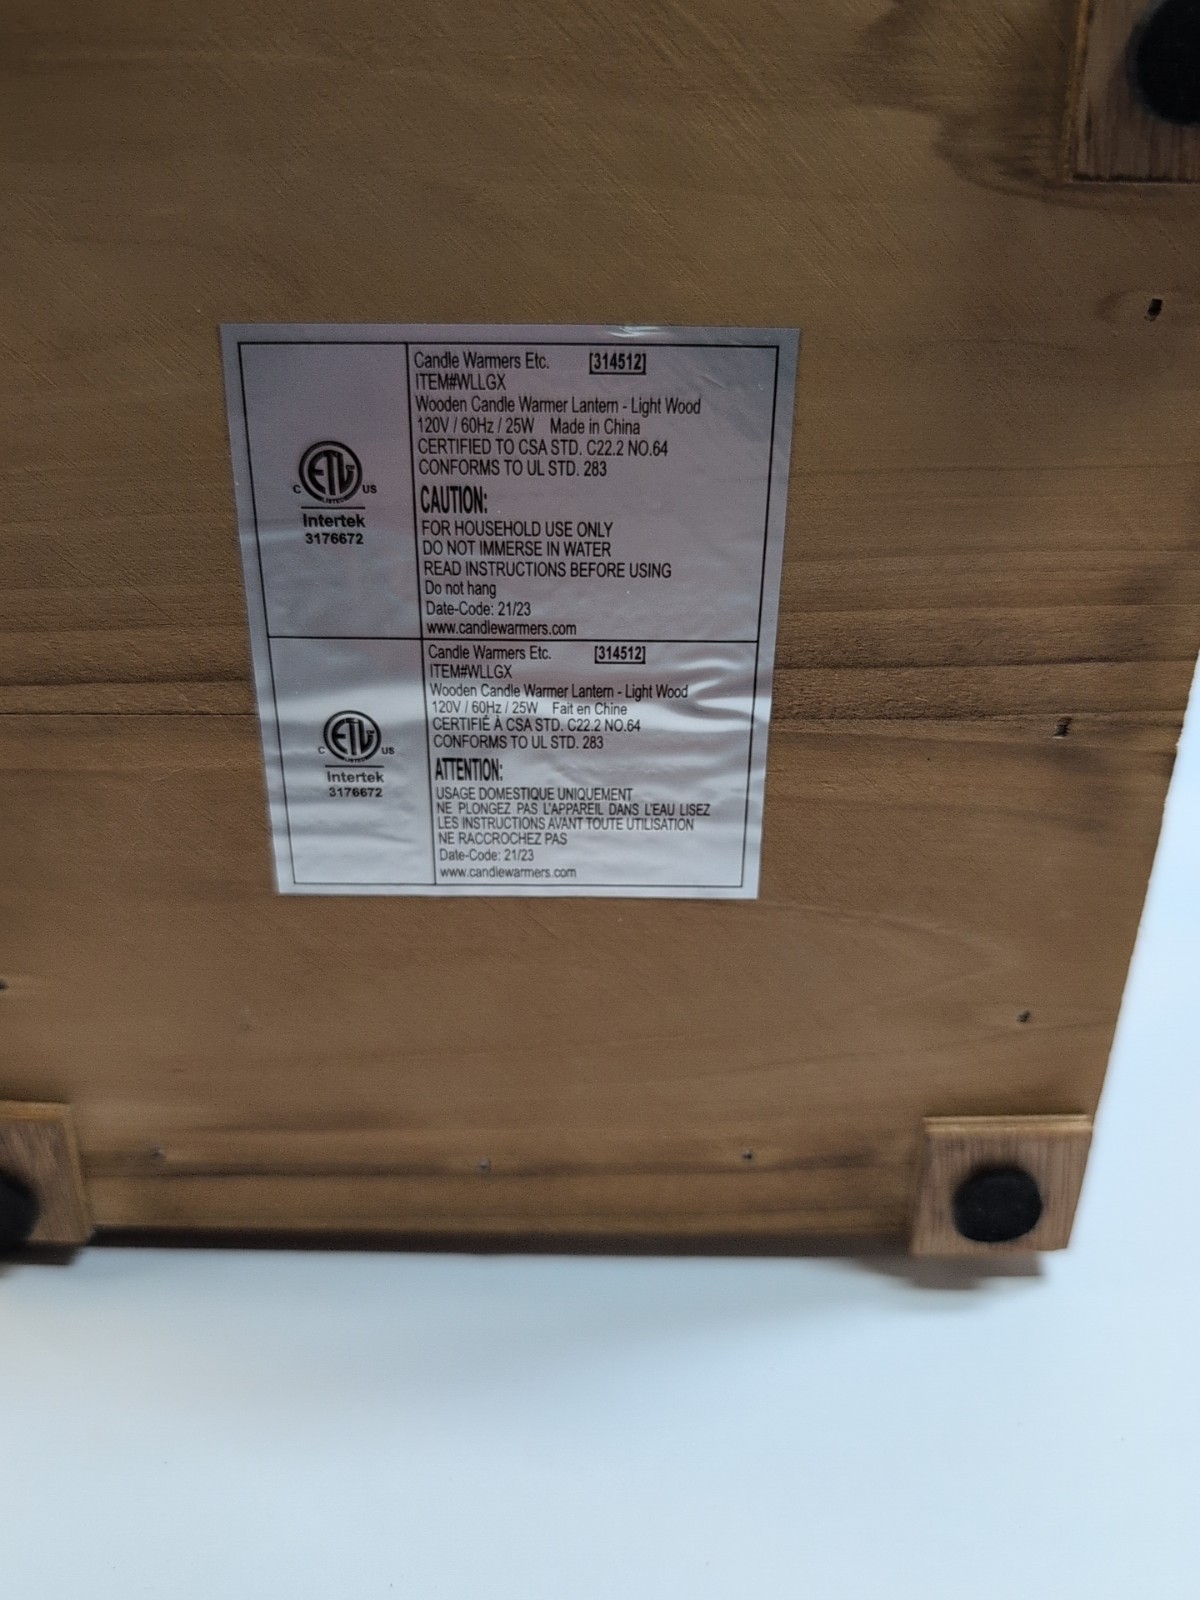 Candle Warmers Etc. [314512]
ITEM#WLLGX
Wooden Candle Warmer Lantern - Light Wood
120V / 60Hz / 25W Made in China
CERTIFIED TO CSA STD. C22.2 NO.64
CONFORMS TO UL STD. 283
ETL
LISTED
C US
Intertek
3176672
CAUTION:
FOR HOUSEHOLD USE ONLY
DO NOT IMMERSE IN WATER
READ INSTRUCTIONS BEFORE USING
Do not hang
Date-Code: 21/23
www.candlewarmers.com
Candle Warmers Etc. [314512]
ITEM#WLLGX
Wooden Candle Warmer Lantern - Light Wood
120V / 60Hz / 25W Fait en Chine
CERTIFIÉ À CSA STD. C22.2 NO.64
CONFORMS TO UL STD. 283
ETL
LISTED
C US
Intertek
3176672
ATTENTION:
USAGE DOMESTIQUE UNIQUEMENT
NE PLONGEZ PAS L'APPAREIL DANS L'EAU LISEZ
LES INSTRUCTIONS AVANT TOUTE UTILISATION
NE RACCROCHEZ PAS
Date-Code: 21/23
www.candlewarmers.com